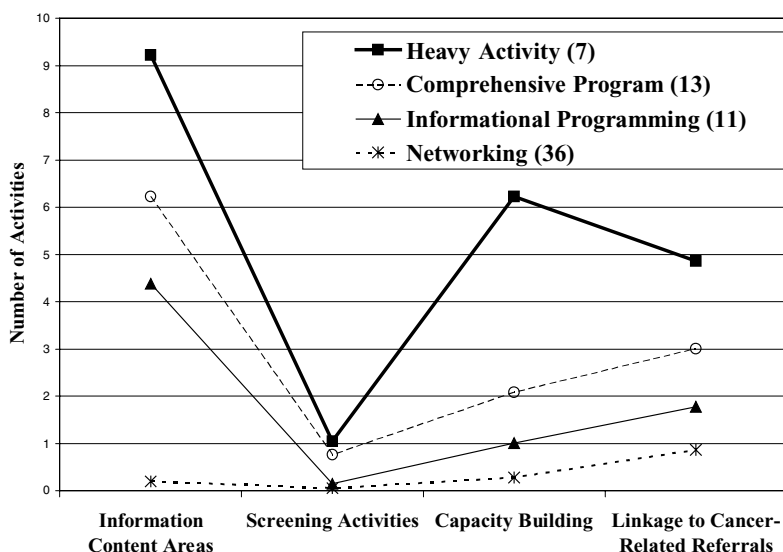 10
9
8
7
6
5
4
3
2
1
0
Number of Activities
Heavy Activity (7)
Comprehensive Program (13)
Informational Programming (11)
Networking (36)
Information
Content Areas
Screening Activities
Capacity Building
Linkage to Cancer-
Related Referrals